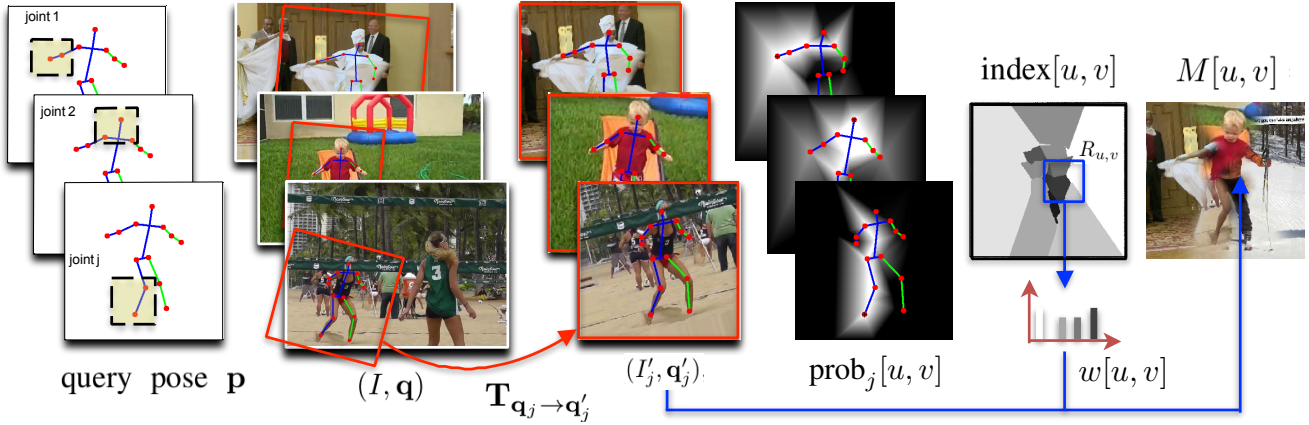 joint 1
joint 2
joint j
3
index[u, v]
M[u, v]
R_{u,v}
query pose p
(I, q)
T_{q_j→q'_j}
(I'_j, q'_j)
prob_j[u, v]
w[u, v]